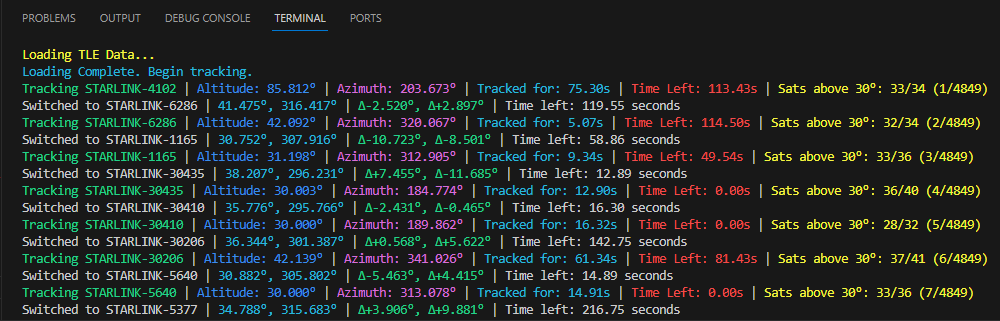 PROBLEMS OUTPUT DEBUG CONSOLE TERMINAL PORTS
Loading TLE Data...
Loading Complete. Begin tracking.
Tracking STARLINK-4102 | Altitude: 85.812° | Azimuth: 203.673° | Tracked for: 75.30s | Time Left: 113.43s | Sats above 30°: 33/34 (1/4849)
Switched to STARLINK-6286 | 41.475°, 316.417° | Δ-2.520°, Δ+2.897° | Time left: 119.55 seconds
Tracking STARLINK-6286 | Altitude: 42.092° | Azimuth: 320.067° | Tracked for: 5.07s | Time Left: 114.50s | Sats above 30°: 32/34 (2/4849)
Switched to STARLINK-1165 | 30.752°, 307.916° | Δ-10.723°, Δ-8.501° | Time left: 58.86 seconds
Tracking STARLINK-1165 | Altitude: 31.198° | Azimuth: 312.905° | Tracked for: 9.34s | Time Left: 49.54s | Sats above 30°: 33/36 (3/4849)
Switched to STARLINK-30435 | 38.207°, 296.231° | Δ+7.455°, Δ-11.685° | Time left: 12.89 seconds
Tracking STARLINK-30435 | Altitude: 30.003° | Azimuth: 184.774° | Tracked for: 12.90s | Time Left: 0.00s | Sats above 30°: 36/40 (4/4849)
Switched to STARLINK-30410 | 35.776°, 295.766° | Δ-2.431°, Δ-0.465° | Time left: 16.30 seconds
Tracking STARLINK-30410 | Altitude: 30.000° | Azimuth: 189.862° | Tracked for: 16.32s | Time Left: 0.00s | Sats above 30°: 28/32 (5/4849)
Switched to STARLINK-30206 | 36.344°, 301.387° | Δ+0.568°, Δ+5.622° | Time left: 142.75 seconds
Tracking STARLINK-30206 | Altitude: 42.139° | Azimuth: 341.026° | Tracked for: 61.34s | Time Left: 81.43s | Sats above 30°: 37/41 (6/4849)
Switched to STARLINK-5640 | 30.882°, 305.802° | Δ-5.463°, Δ+4.415° | Time left: 14.89 seconds
Tracking STARLINK-5640 | Altitude: 30.000° | Azimuth: 313.078° | Tracked for: 14.91s | Time Left: 0.00s | Sats above 30°: 33/36 (7/4849)
Switched to STARLINK-5377 | 34.788°, 315.683° | Δ+3.906°, Δ+9.881° | Time left: 216.75 seconds